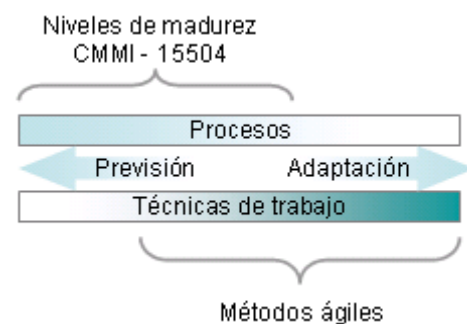 Niveles de madurez
CMMI - 15504
Procesos
Previsión Adaptación
Técnicas de trabajo
Métodos ágiles